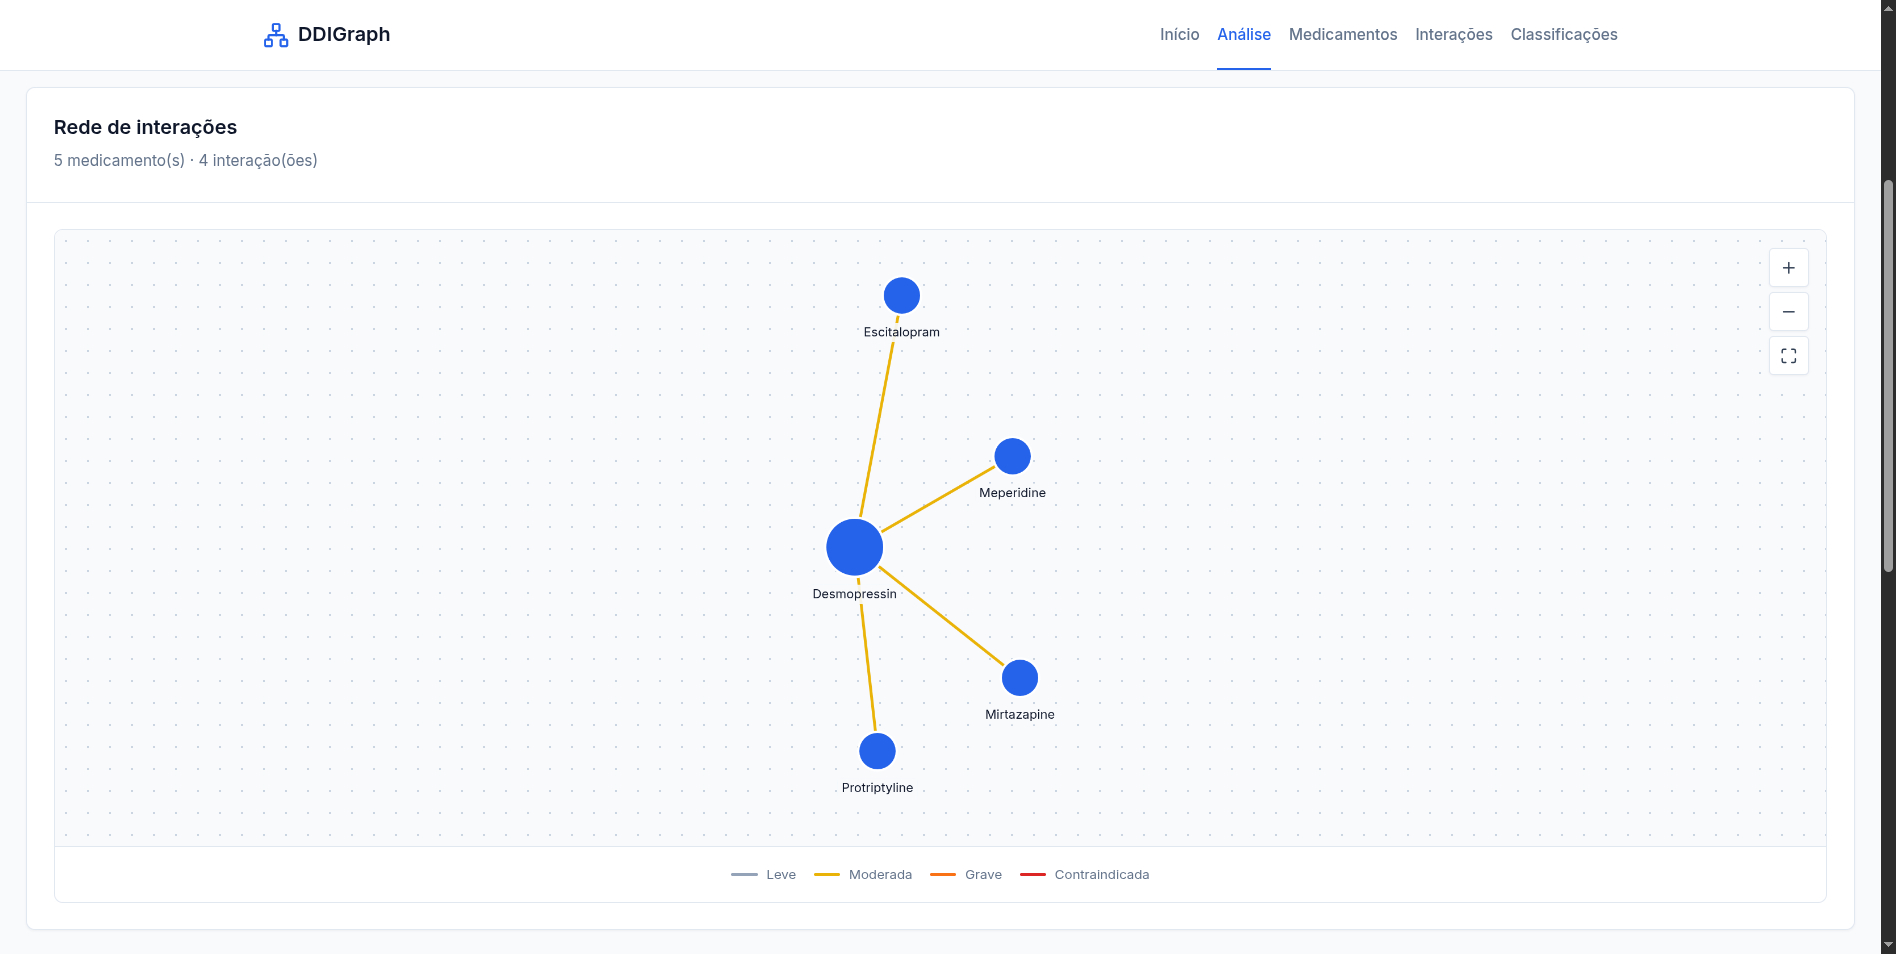 DDIGraph
Início Análise Medicamentos Interações Classificações
Rede de interações
5 medicamento(s) · 4 interação(ões)
Escitalopram
Meperidine
Desmopressin
Mirtazapine
Protriptyline
Leve Moderada Grave Contraindicada